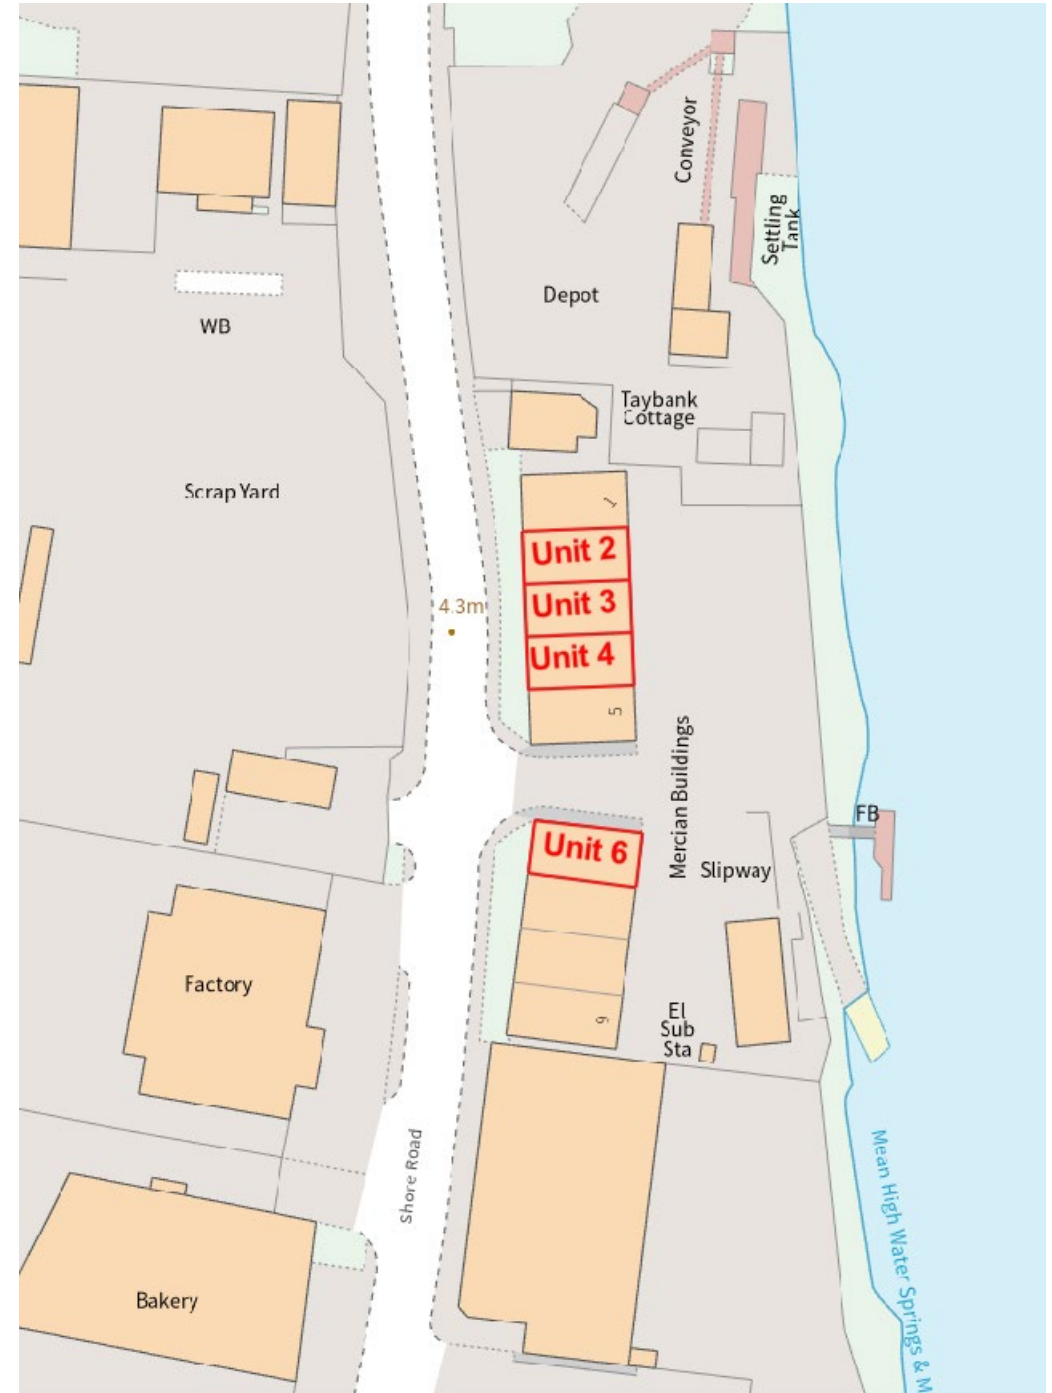 Conveyor
Settling
Tank
Depot
WB
Taybank
Cottage
Scrap Yard
1
Unit 2
Unit 3
4.3m
Unit 4
5
Mercian Buildings
FB
Unit 6
Slipway
Factory
El
Sub
Sta
9
Shore Road
Mean High Water Springs & M
Bakery